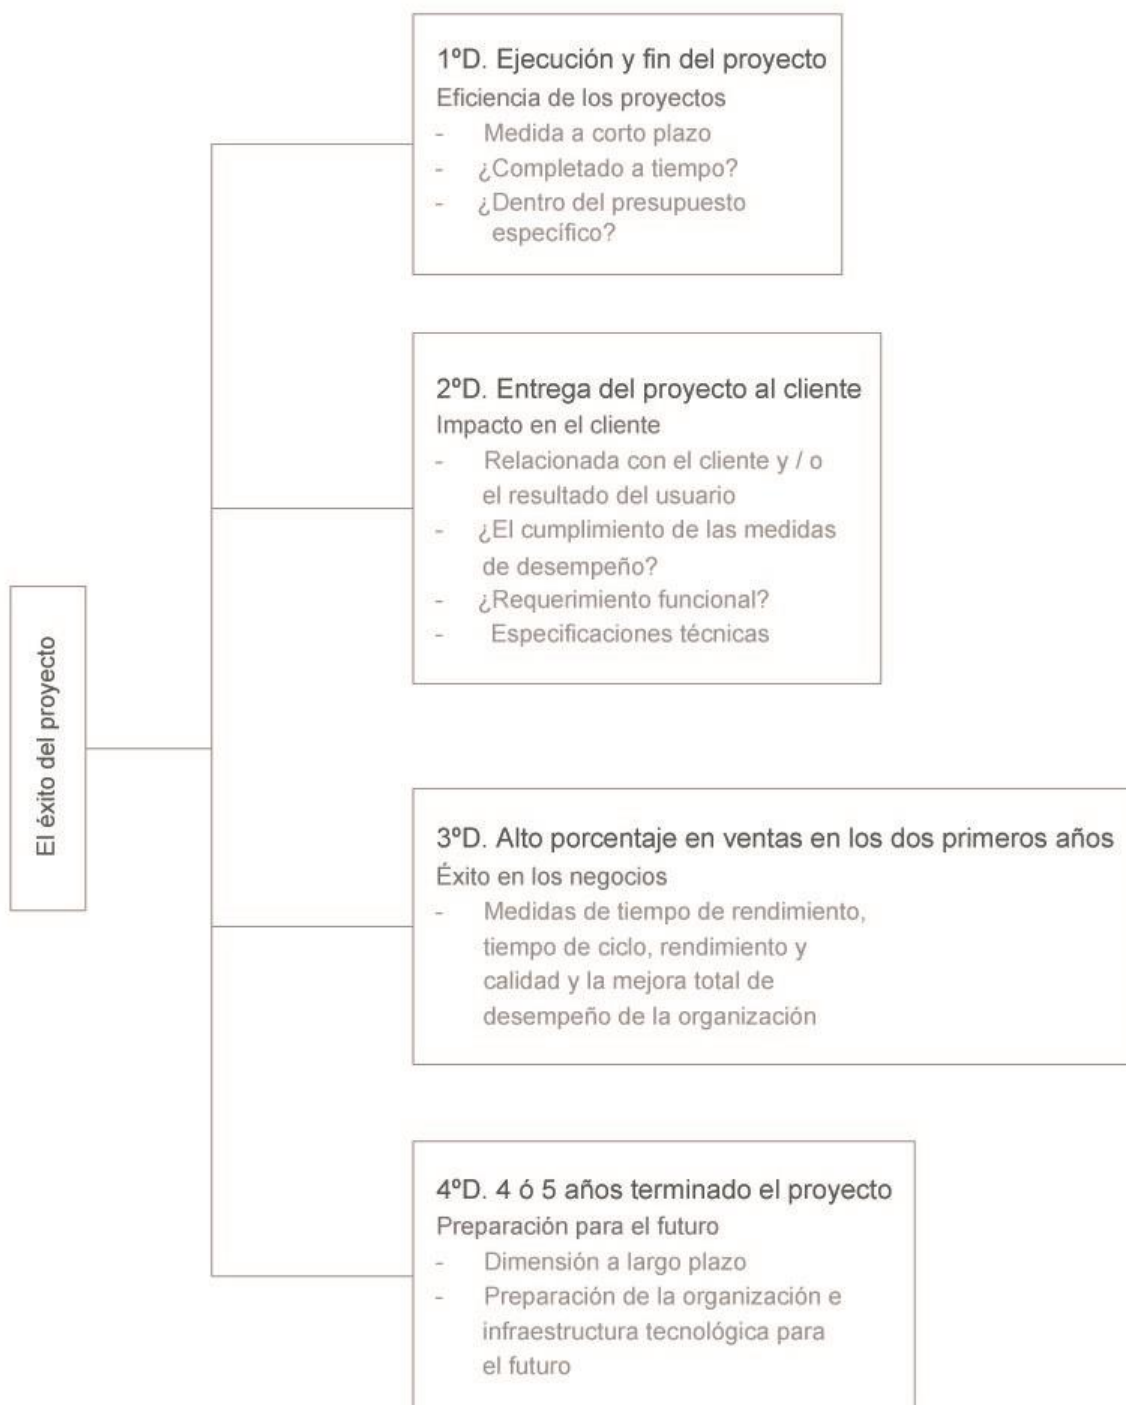 1ºD. Ejecución y fin del proyecto
Eficiencia de los proyectos
- Medida a corto plazo
- ¿Completado a tiempo?
- ¿Dentro del presupuesto
específico?
2ºD. Entrega del proyecto al cliente
Impacto en el cliente
- Relacionada con el cliente y / o
el resultado del usuario
- ¿El cumplimiento de las medidas
de desempeño?
- ¿Requerimiento funcional?
- Especificaciones técnicas
El éxito del proyecto
3ºD. Alto porcentaje en ventas en los dos primeros años
Éxito en los negocios
- Medidas de tiempo de rendimiento,
tiempo de ciclo, rendimiento y
calidad y la mejora total de
desempeño de la organización
4ºD. 4 ó 5 años terminado el proyecto
Preparación para el futuro
- Dimensión a largo plazo
- Preparación de la organización e
infraestructura tecnológica para
el futuro